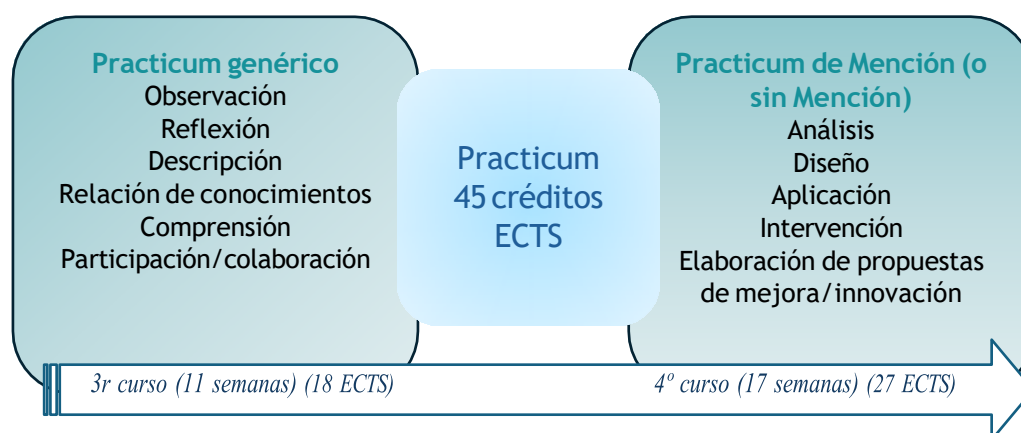 Practicum genérico
Observación
Reflexión
Descripción
Relación de conocimientos
Comprensión
Participación/colaboración
Practicum
45 créditos
ECTS
Practicum de Mención (o
sin Mención)
Análisis
Diseño
Aplicación
Intervención
Elaboración de propuestas
de mejora/innovación
3r curso (11 semanas) (18 ECTS)
4º curso (17 semanas) (27 ECTS)